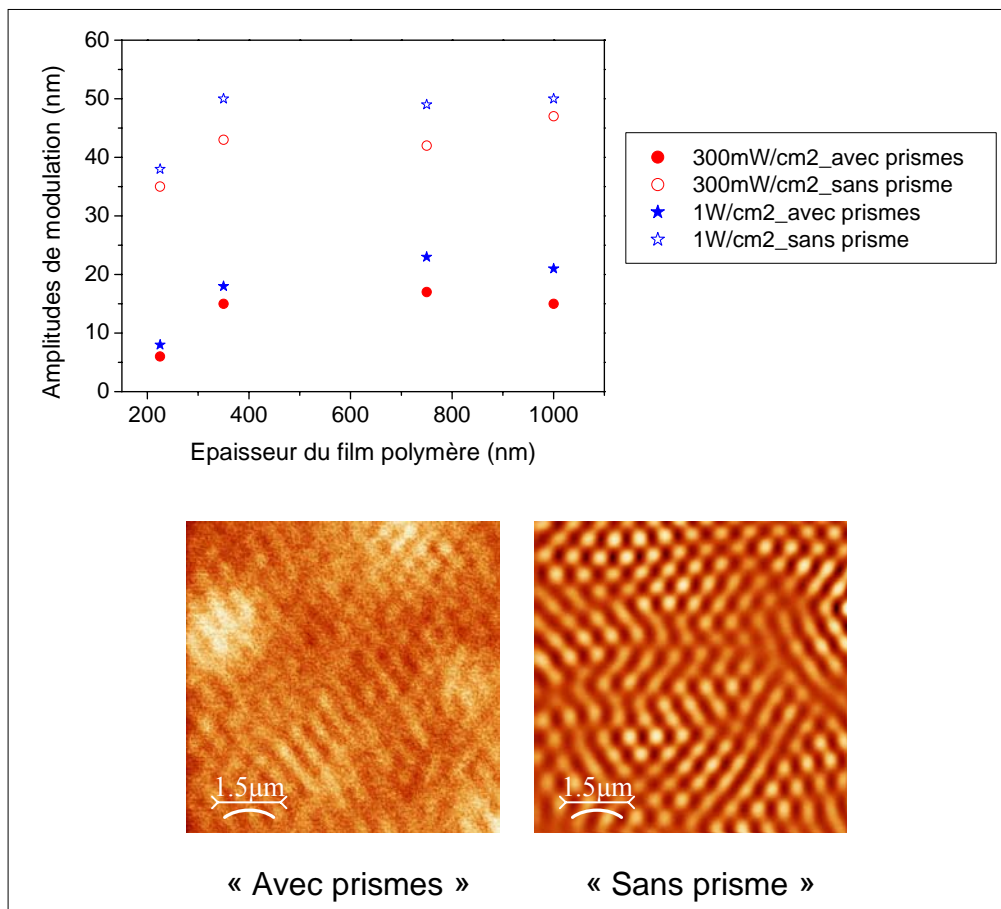 60
50
40
30
20
10
0
Amplitudes de modulation (nm)
200 400 600 800 1000
Epaisseur du film polymère (nm)
300mW/cm2_avec prismes
300mW/cm2_sans prisme
1W/cm2_avec prismes
1W/cm2_sans prisme
1.5µm 1.5µm
« Avec prismes » « Sans prisme »